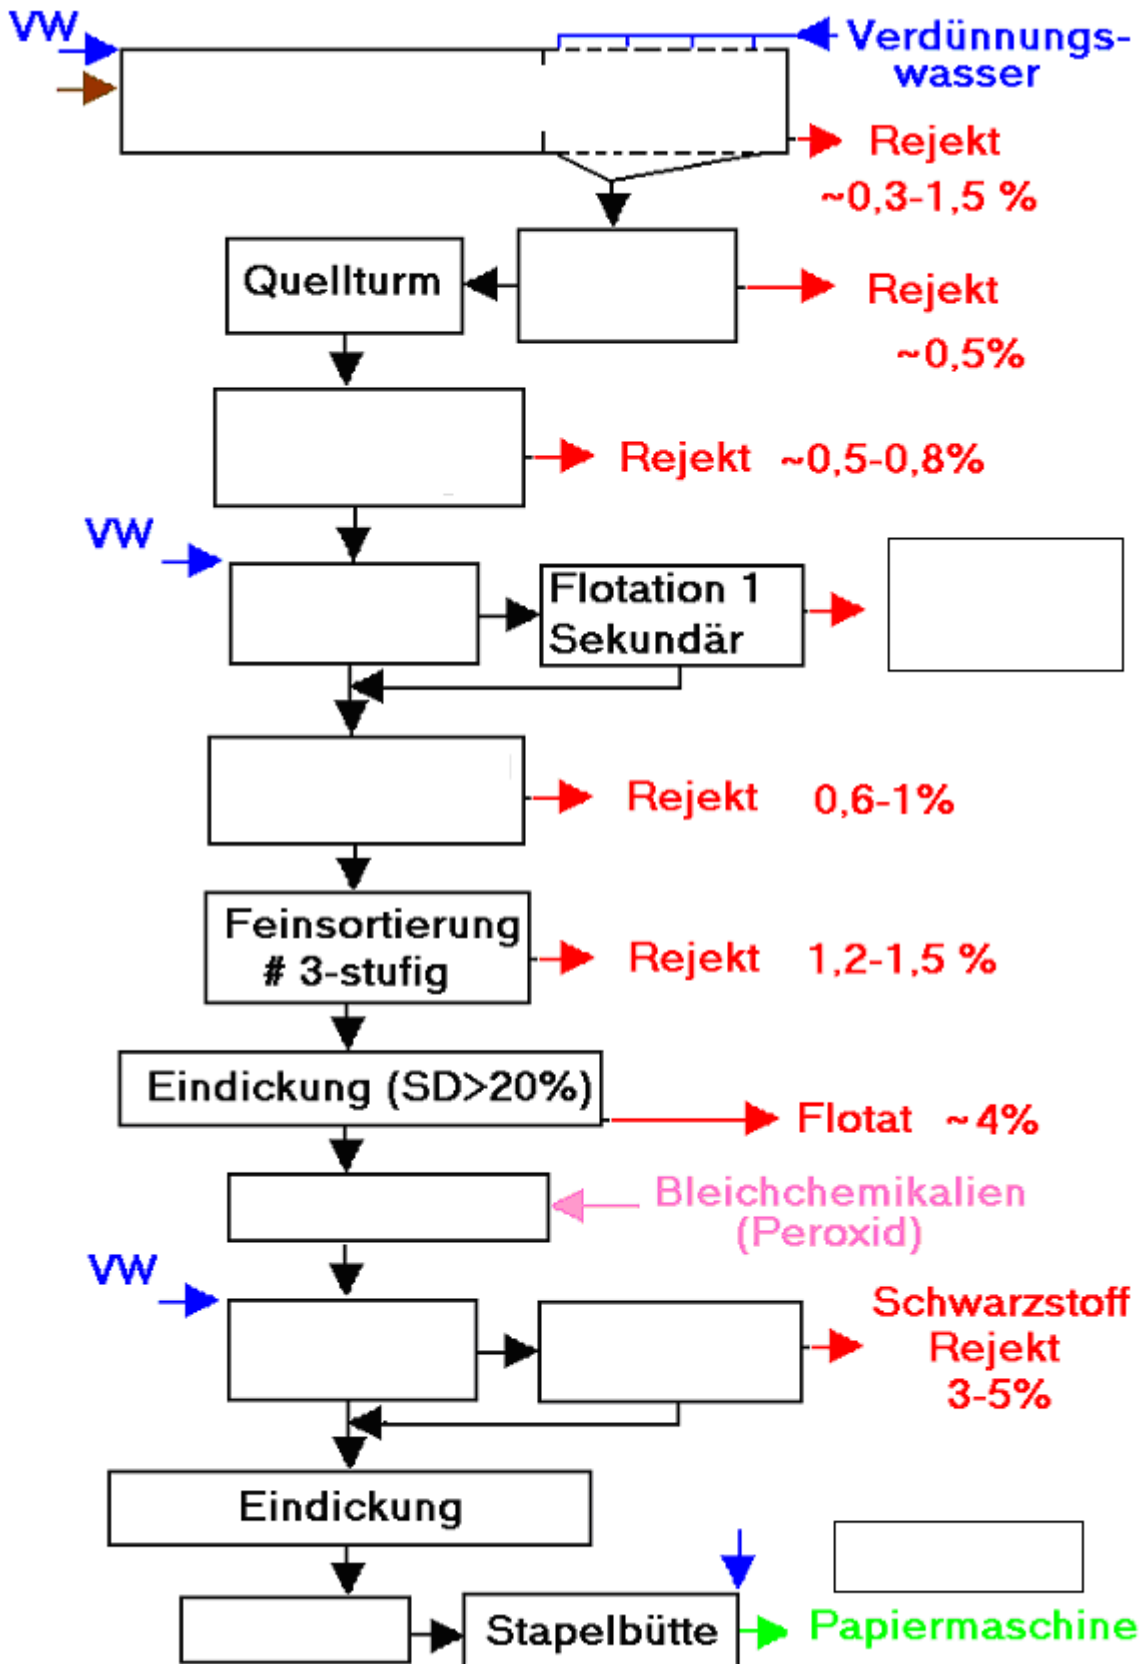 VW
Verdünnungs-
wasser
Rejekt
~0,3-1,5 %
Quellturm
Rejekt
~0,5%
Rejekt ~0,5-0,8%
VW
Flotation 1
Sekundär
Rejekt 0,6-1%
Feinsortierung
# 3-stufig
Rejekt 1,2-1,5 %
Eindickung (SD>20%)
Flotat ~4%
Bleichchemikalien
(Peroxid)
VW
Schwarzstoff
Rejekt
3-5%
Eindickung
Stapelbütte
Papiermaschine